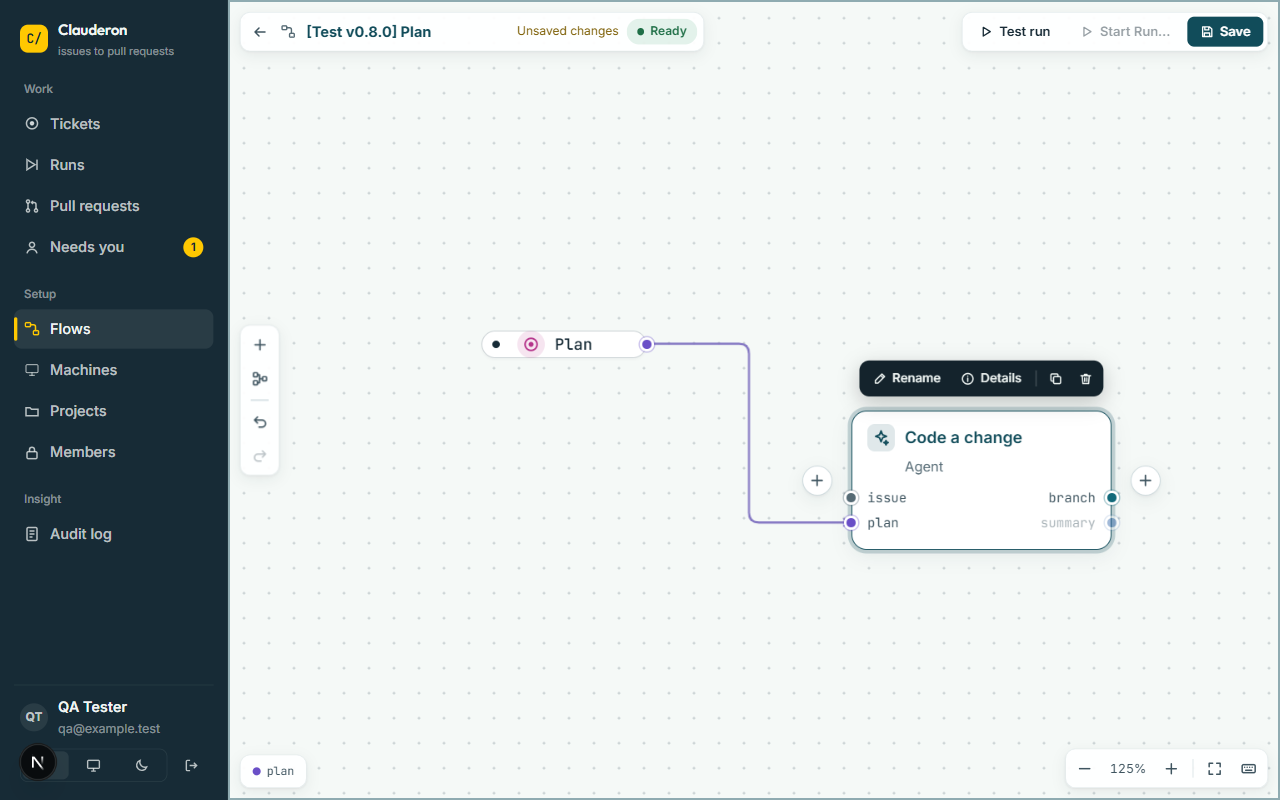 C/
Clauderon
issues to pull requests
Work
Tickets
Runs
Pull requests
Needs you
1
Setup
Flows
Machines
Projects
Members
Insight
Audit log
QT
QA Tester
qa@example.test
N
[Test v0.8.0] Plan
Unsaved changes
Ready
Test run
Start Run...
Save
Plan
Rename
Details
Code a change
Agent
issue
branch
plan
summary
plan
125%